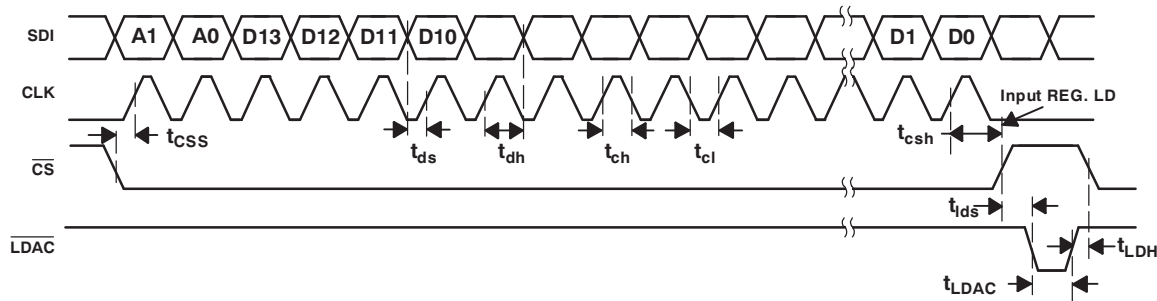 SDI A1 A0 D13 D12 D11 D10 D1 D0
CLK
Input REG. LD
tCSS tds tdh tch tcl tcsh
CS
tlds
LDAC
tLDH
tLDAC